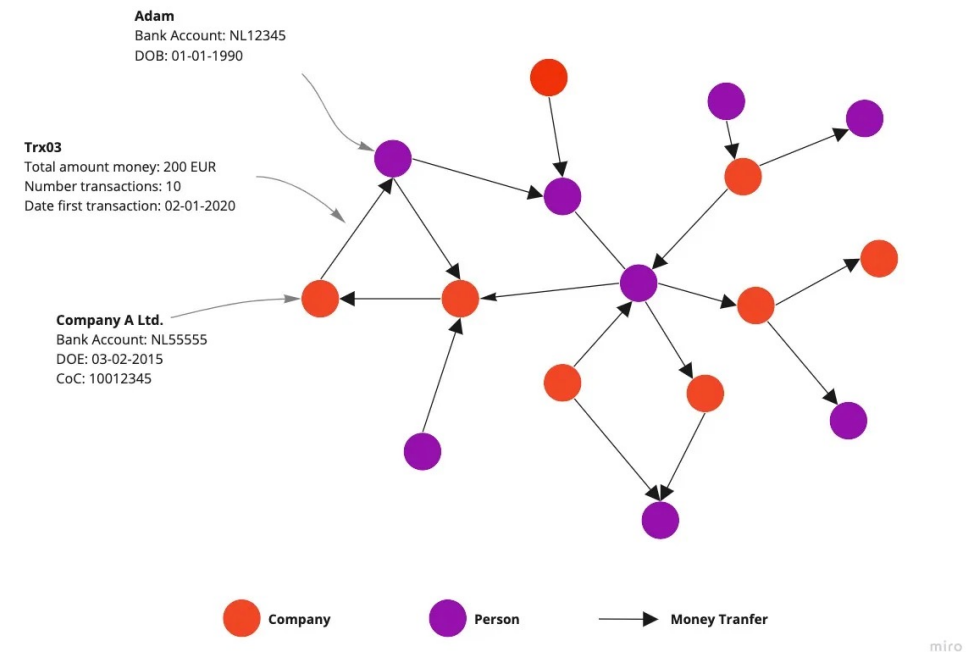 Adam
Bank Account: NL12345
DOB: 01-01-1990
Trx03
Total amount money: 200 EUR
Number transactions: 10
Date first transaction: 02-01-2020
Company A Ltd.
Bank Account: NL55555
DOE: 03-02-2015
CoC: 10012345
Company
Person
Money Tranfer
miro